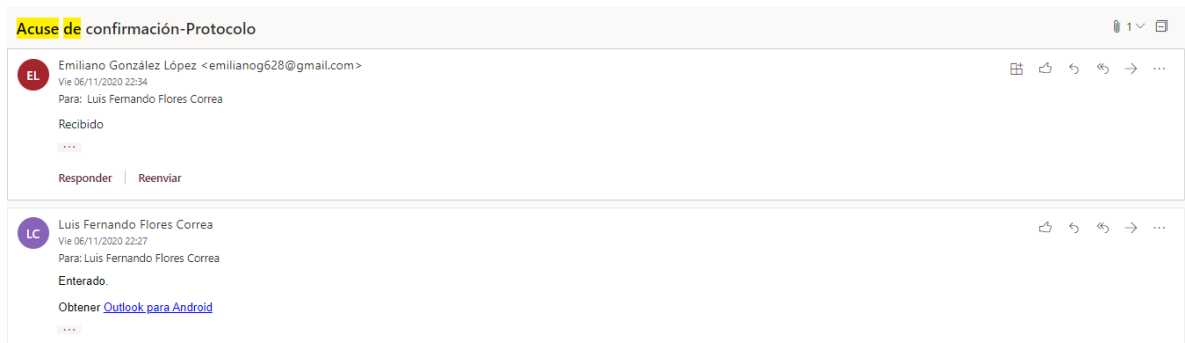 Acuse de confirmación-Protocolo
1
EL
Emiliano González López <emilianog628@gmail.com>
Vie 06/11/2020 22:34
Para: Luis Fernando Flores Correa
Recibido
...
Responder Reenviar
LC
Luis Fernando Flores Correa
Vie 06/11/2020 22:27
Para: Luis Fernando Flores Correa
Enterado.
Obtener Outlook para Android
...